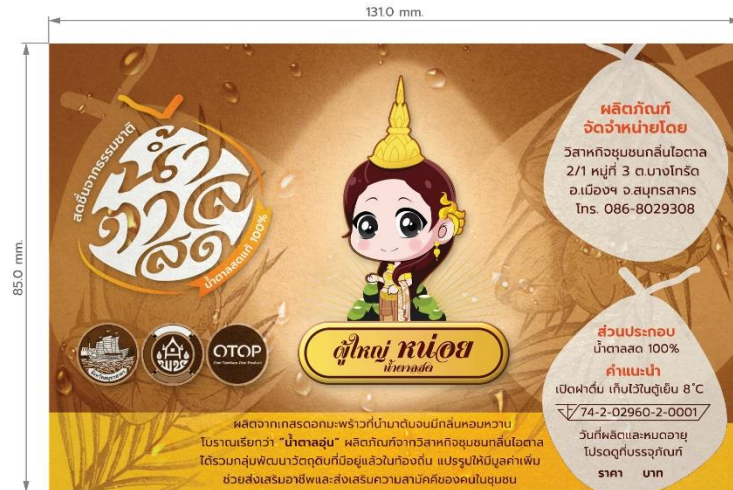 131.0 mm.
85.0 mm.
สดชื่นจากธรรมชาติ
น้ำ
ตาล
สด
น้ำตาลสดแท้ 100%
ผลิตภัณฑ์
จัดจำหน่ายโดย
วิสาหกิจชุมชนกลิ่นไอตาล
2/1 หมู่ที่ 3 ต.บางโทรัด
อ.เมืองฯ จ.สมุทรสาคร
โทร. 086-8029308
OTOP
One Tambon One Product
ผู้ใหญ่ หน่อย
น้ำตาลสด
ส่วนประกอบ
น้ำตาลสด 100%
คำแนะนำ
เปิดฝาดื่ม เก็บไว้ในตู้เย็น 8°C
74-2-02960-2-0001
วันที่ผลิตและหมดอายุ
โปรดดูที่บรรจุภัณฑ์
ราคา บาท
ผลิตจากเกสรดอกมะพร้าวที่นำมาต้มจนมีกลิ่นหอมหวาน
โบราณเรียกว่า "น้ำตาลอุ่น" ผลิตภัณฑ์จากวิสาหกิจชุมชนกลิ่นไอตาล
ได้รวมกลุ่มพัฒนาวัตถุดิบที่มีอยู่แล้วในท้องถิ่น แปรรูปให้มีมูลค่าเพิ่ม
ช่วยส่งเสริมอาชีพและส่งเสริมความสามัคคีของคนในชุมชน